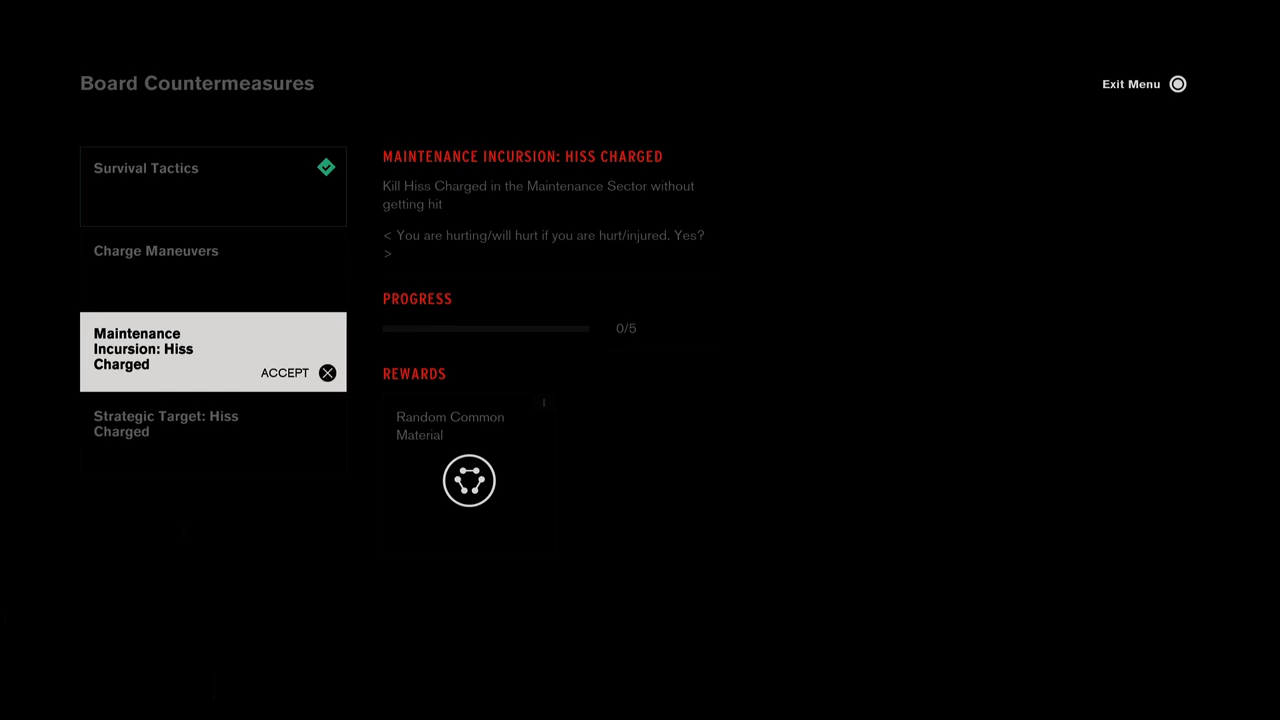 Board Countermeasures
Exit Menu
Survival Tactics
Charge Maneuvers
Maintenance
Incursion: Hiss
Charged
ACCEPT
Strategic Target: Hiss
Charged
MAINTENANCE INCURSION: HISS CHARGED
Kill Hiss Charged in the Maintenance Sector without
getting hit
< You are hurting/will hurt if you are hurt/injured. Yes?
>
PROGRESS
0/5
REWARDS
1
Random Common
Material